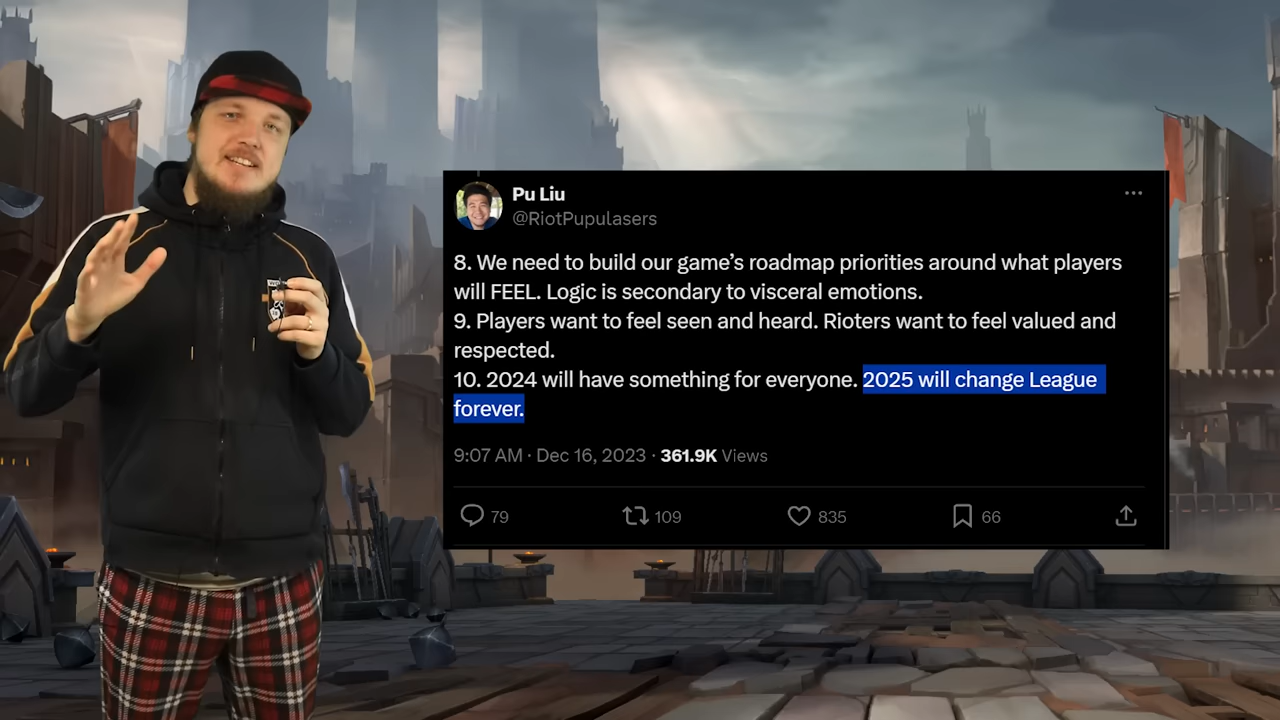 Pu Liu
@RiotPupulasers
8. We need to build our game’s roadmap priorities around what players
will FEEL. Logic is secondary to visceral emotions.
9. Players want to feel seen and heard. Rioters want to feel valued and
respected.
10. 2024 will have something for everyone. 2025 will change League
forever.
9:07 AM · Dec 16, 2023 · 361.9K Views
79 109 835 66